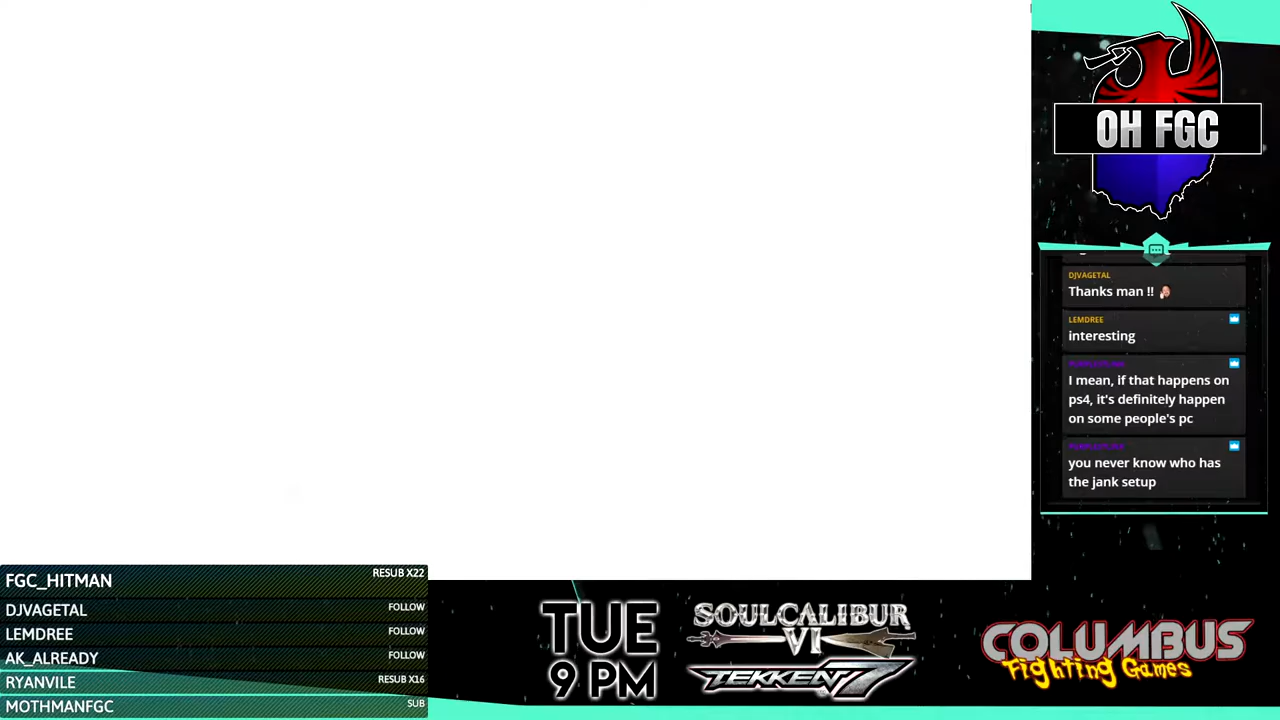 OH FGC
DJVAGETAL
Thanks man !!
LEMDREE
interesting
I mean, if that happens on
ps4, it's definitely happen
on some people's pc
you never know who has
the jank setup
FGC_HITMAN RESUB X22
DJVAGETAL FOLLOW
LEMDREE FOLLOW
AK_ALREADY FOLLOW
RYANVILE RESUB X16
MOTHMANFGC SUB
TUE
9 PM
SOULCALIBUR
VI
TEKKEN 7
COLUMBUS
Fighting Games